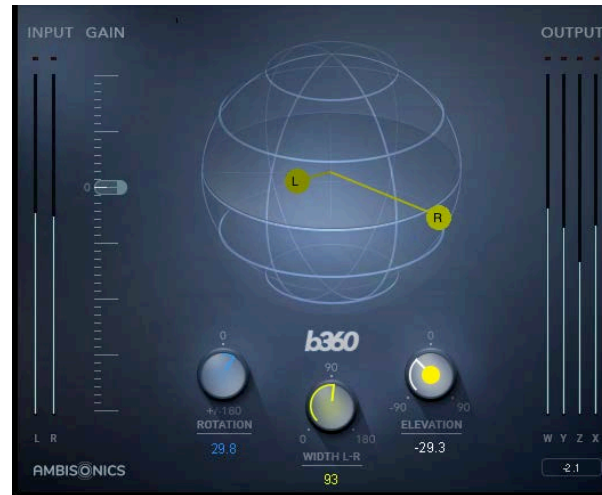 INPUT GAIN OUTPUT
0
L
R
b360
0 90 0
+/-180 0 180 -90 90
ROTATION WIDTH L-R ELEVATION
29.8 93 -29.3
L R W Y Z X
AMBISONICS -2.1